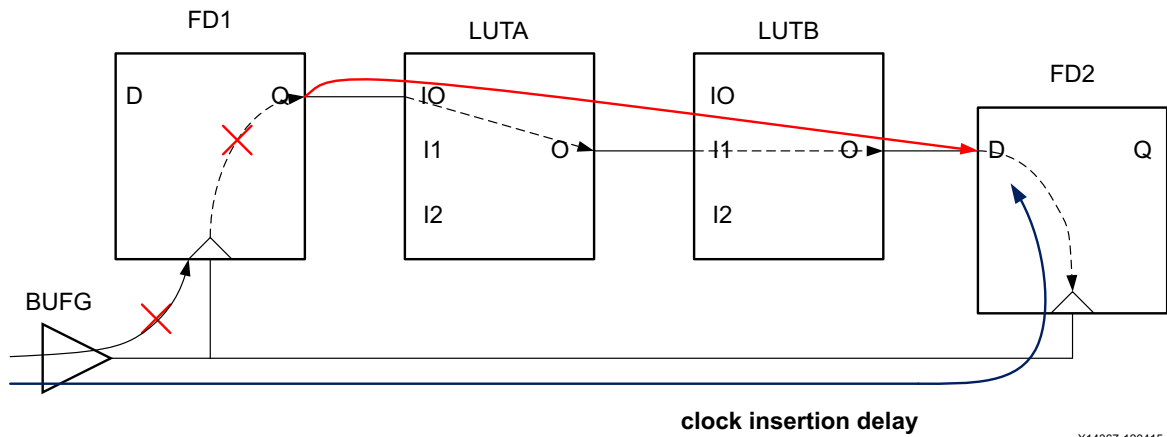 FD1
LUTA
LUTB
FD2
D
Q
IO
I1
O
I2
IO
I1
O
I2
D
Q
BUFG
clock insertion delay